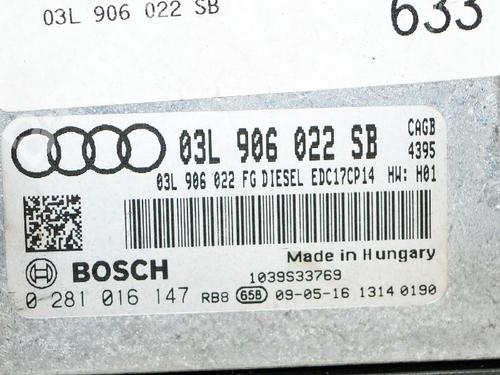 03L 906 022 SB
633
03L 906 022 SB
CAGB
4395
03L 906 022 FG DIESEL EDC17CP14 HW: H01
Made in Hungary
BOSCH
1039S33769
0 281 016 147 RB8 65B 09-05-16 1314 0190